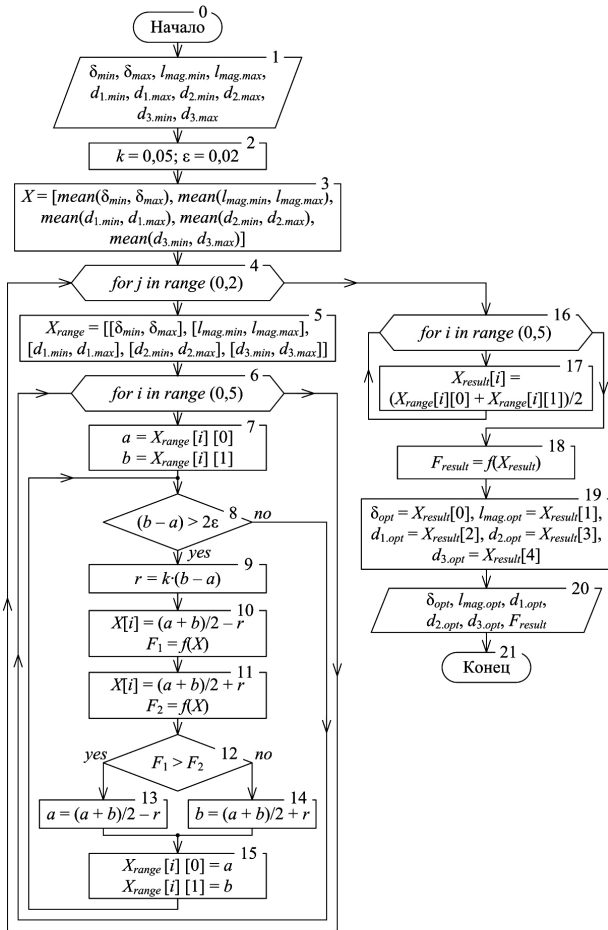 0
Начало
1
δmin, δmax, lmag.min, lmag.max,
d1.min, d1.max, d2.min, d2.max,
d3.min, d3.max
2
k = 0,05; ε = 0,02
3
X = [mean(δmin, δmax), mean(lmag.min, lmag.max),
mean(d1.min, d1.max), mean(d2.min, d2.max),
mean(d3.min, d3.max)]
4
for j in range (0,2)
5
Xrange = [[δmin, δmax], [lmag.min, lmag.max],
[d1.min, d1.max], [d2.min, d2.max], [d3.min, d3.max]]
6
for i in range (0,5)
7
a = Xrange [i] [0]
b = Xrange [i] [1]
8
(b – a) > 2ε
no
yes
9
r = k·(b – a)
10
X[i] = (a + b)/2 – r
F1 = f(X)
11
X[i] = (a + b)/2 + r
F2 = f(X)
12
yes
F1 > F2
no
13
a = (a + b)/2 – r
14
b = (a + b)/2 + r
15
Xrange [i] [0] = a
Xrange [i] [1] = b
16
for i in range (0,5)
17
Xresult[i] =
(Xrange[i][0] + Xrange[i][1])/2
18
Fresult = f(Xresult)
19
δopt = Xresult[0], lmag.opt = Xresult[1],
d1.opt = Xresult[2], d2.opt = Xresult[3],
d3.opt = Xresult[4]
20
δopt, lmag.opt, d1.opt,
d2.opt, d3.opt, Fresult
21
Конец